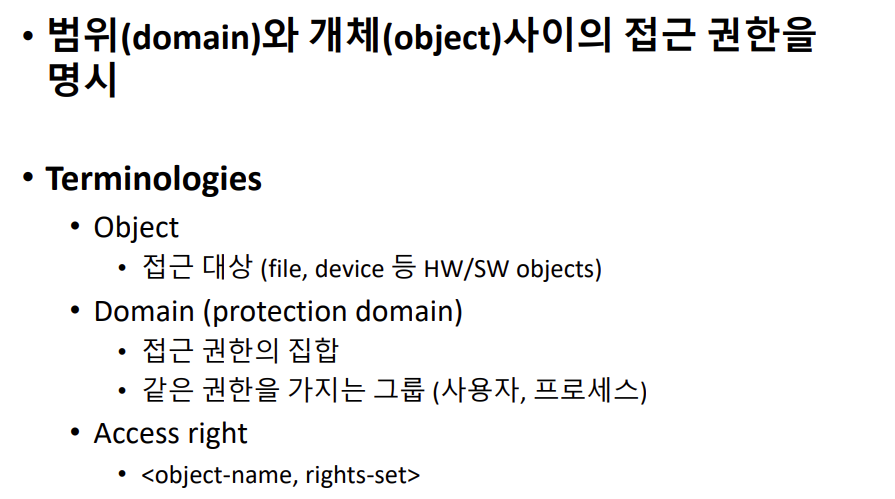 • 범위(domain)와 개체(object)사이의 접근 권한을
명시
• Terminologies
• Object
• 접근 대상 (file, device 등 HW/SW objects)
• Domain (protection domain)
• 접근 권한의 집합
• 같은 권한을 가지는 그룹 (사용자, 프로세스)
• Access right
• <object-name, rights-set>